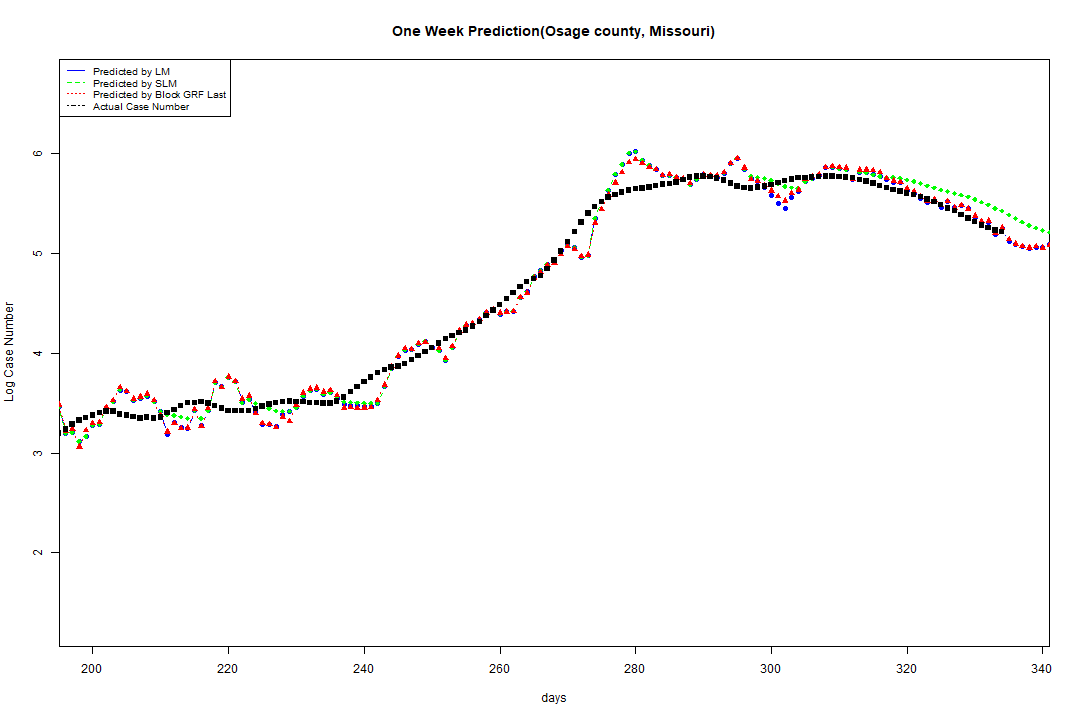 One Week Prediction(Osage county, Missouri)
Predicted by LM
Predicted by SLM
Predicted by Block GRF Last
Actual Case Number
6
5
4
3
2
Log Case Number
200 220 240 260 280 300 320 340
days